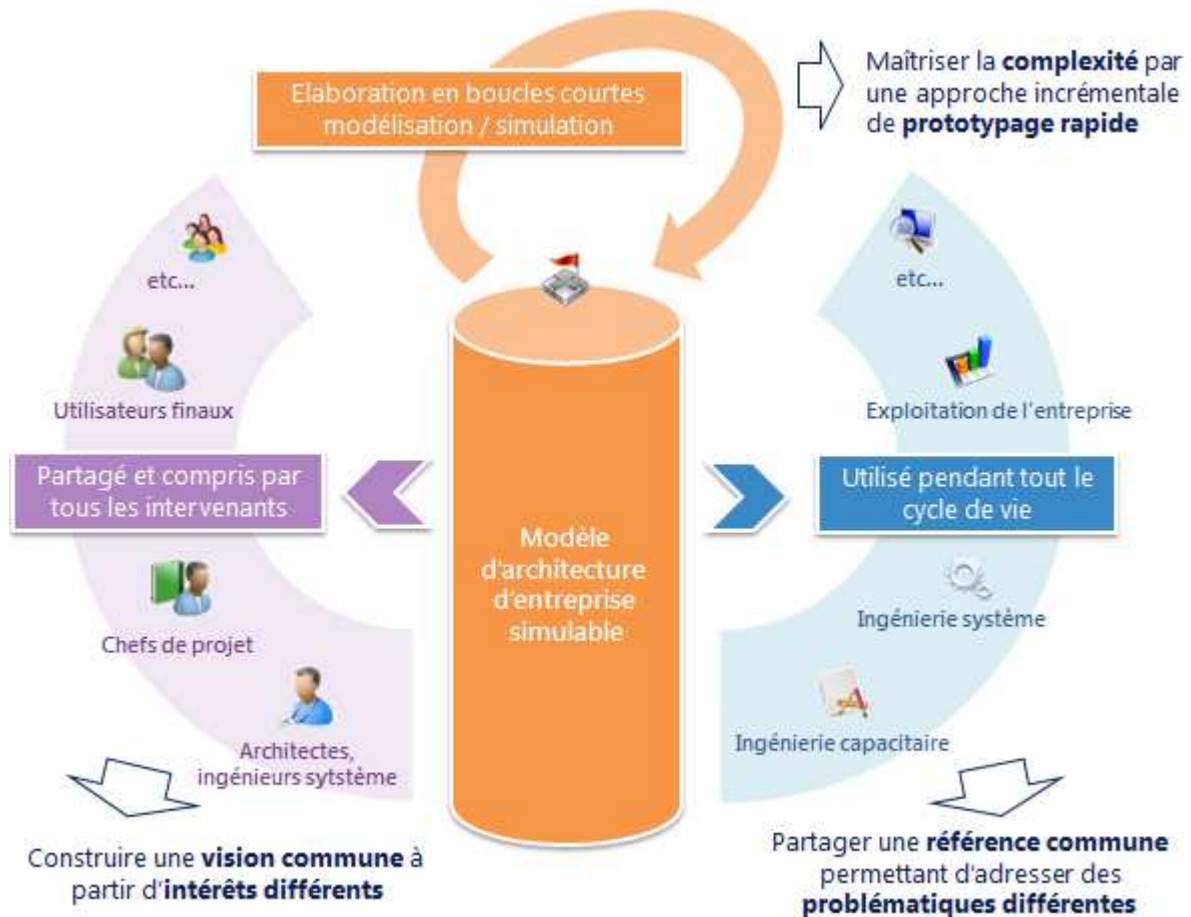 Elaboration en boucles courtes
modélisation / simulation
Maîtriser la complexité par
une approche incrémentale
de prototypage rapide
etc...
Utilisateurs finaux
Partagé et compris par
tous les intervenants
Chefs de projet
Architectes,
ingénieurs sytstème
Construire une vision commune à
partir d'intérêts différents
Modèle
d'architecture
d'entreprise
simulable
etc...
Exploitation de l'entreprise
Utilisé pendant tout le
cycle de vie
Ingénierie système
Ingénierie capacitaire
Partager une référence commune
permettant d'adresser des
problématiques différentes